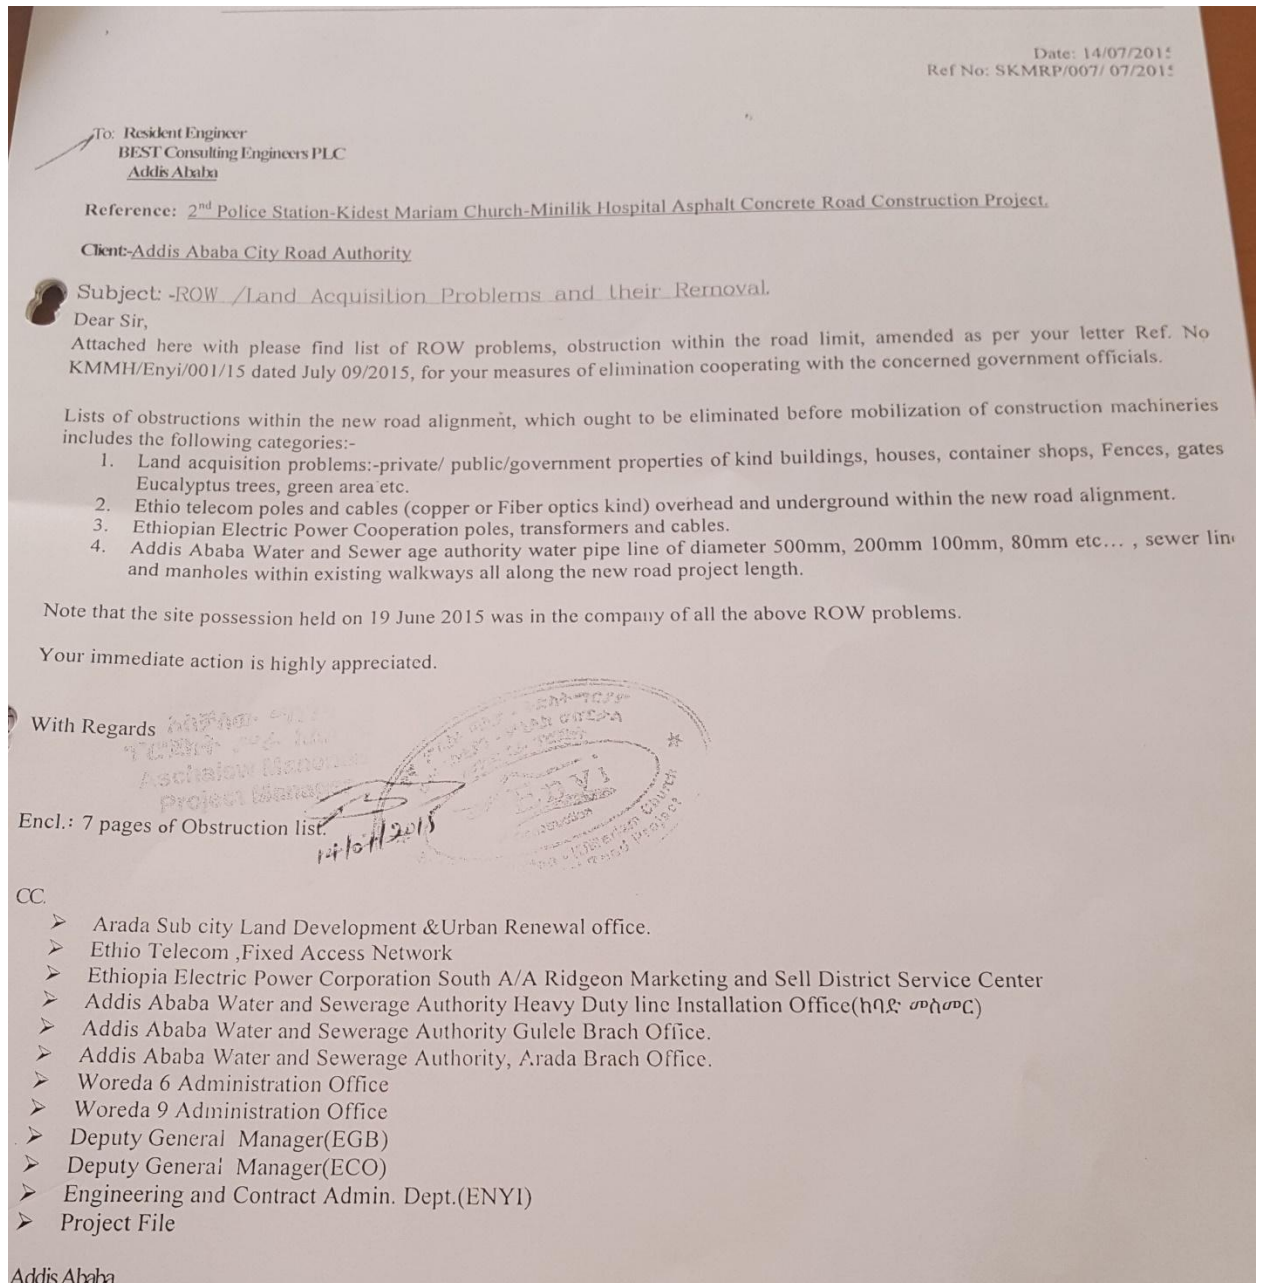 Date: 14/07/2015
Ref No: SKMRP/007/ 07/2015
To: Resident Engineer
BEST Consulting Engineers PLC
Addis Ababa
Reference: 2nd Police Station-Kidest Mariam Church-Minilik Hospital Asphalt Concrete Road Construction Project.
Client:-Addis Ababa City Road Authority
Subject: -ROW /Land Acquisition Problems and their Removal.
Dear Sir,
Attached here with please find list of ROW problems, obstruction within the road limit, amended as per your letter Ref. No
KMMH/Enyi/001/15 dated July 09/2015, for your measures of elimination cooperating with the concerned government officials.
Lists of obstructions within the new road alignment, which ought to be eliminated before mobilization of construction machineries
includes the following categories:-
1. Land acquisition problems:-private/ public/government properties of kind buildings, houses, container shops, Fences, gates
Eucalyptus trees, green area etc.
2. Ethio telecom poles and cables (copper or Fiber optics kind) overhead and underground within the new road alignment.
3. Ethiopian Electric Power Cooperation poles, transformers and cables.
4. Addis Ababa Water and Sewer age authority water pipe line of diameter 500mm, 200mm 100mm, 80mm etc… , sewer line
and manholes within existing walkways all along the new road project length.
Note that the site possession held on 19 June 2015 was in the company of all the above ROW problems.
Your immediate action is highly appreciated.
With Regards
Aschalew
Project Manager
Enyi
Church
Road Project
Encl.: 7 pages of Obstruction list.
14/07/2015
CC.
➢ Arada Sub city Land Development &Urban Renewal office.
➢ Ethio Telecom ,Fixed Access Network
➢ Ethiopia Electric Power Corporation South A/A Ridgeon Marketing and Sell District Service Center
➢ Addis Ababa Water and Sewerage Authority Heavy Duty line Installation Office(ከባድ መስመር)
➢ Addis Ababa Water and Sewerage Authority Gulele Brach Office.
➢ Addis Ababa Water and Sewerage Authority, Arada Brach Office.
➢ Woreda 6 Administration Office
➢ Woreda 9 Administration Office
➢ Deputy General Manager(EGB)
➢ Deputy General Manager(ECO)
➢ Engineering and Contract Admin. Dept.(ENYI)
➢ Project File
Addis Ababa